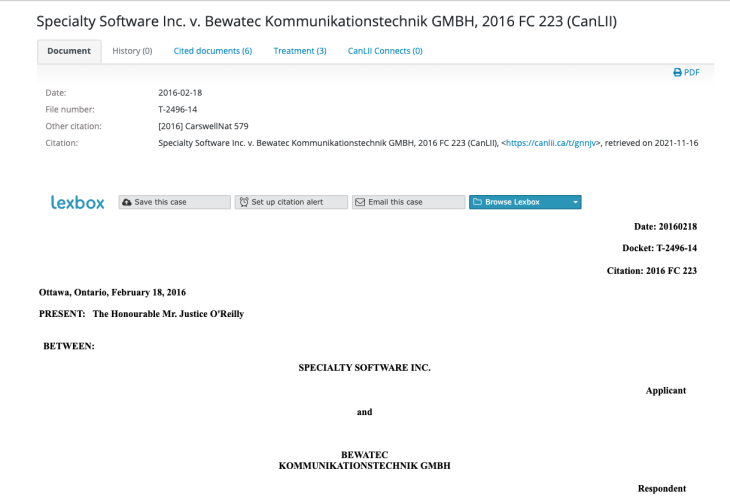 Specialty Software Inc. v. Bewatec Kommunikationstechnik GMBH, 2016 FC 223 (CanLII)
Document History (0) Cited documents (6) Treatment (3) CanLII Connects (0)
PDF
Date: 2016-02-18
File number: T-2496-14
Other citation: [2016] CarswellNat 579
Citation: Specialty Software Inc. v. Bewatec Kommunikationstechnik GMBH, 2016 FC 223 (CanLII), <https://canlii.ca/t/gnnjv>, retrieved on 2021-11-16
lexbox Save this case Set up citation alert Email this case Browse Lexbox
Date: 20160218
Docket: T-2496-14
Citation: 2016 FC 223
Ottawa, Ontario, February 18, 2016
PRESENT: The Honourable Mr. Justice O'Reilly
BETWEEN:
SPECIALTY SOFTWARE INC.
Applicant
and
BEWATEC
KOMMUNIKATIONSTECHNIK GMBH
Respondent